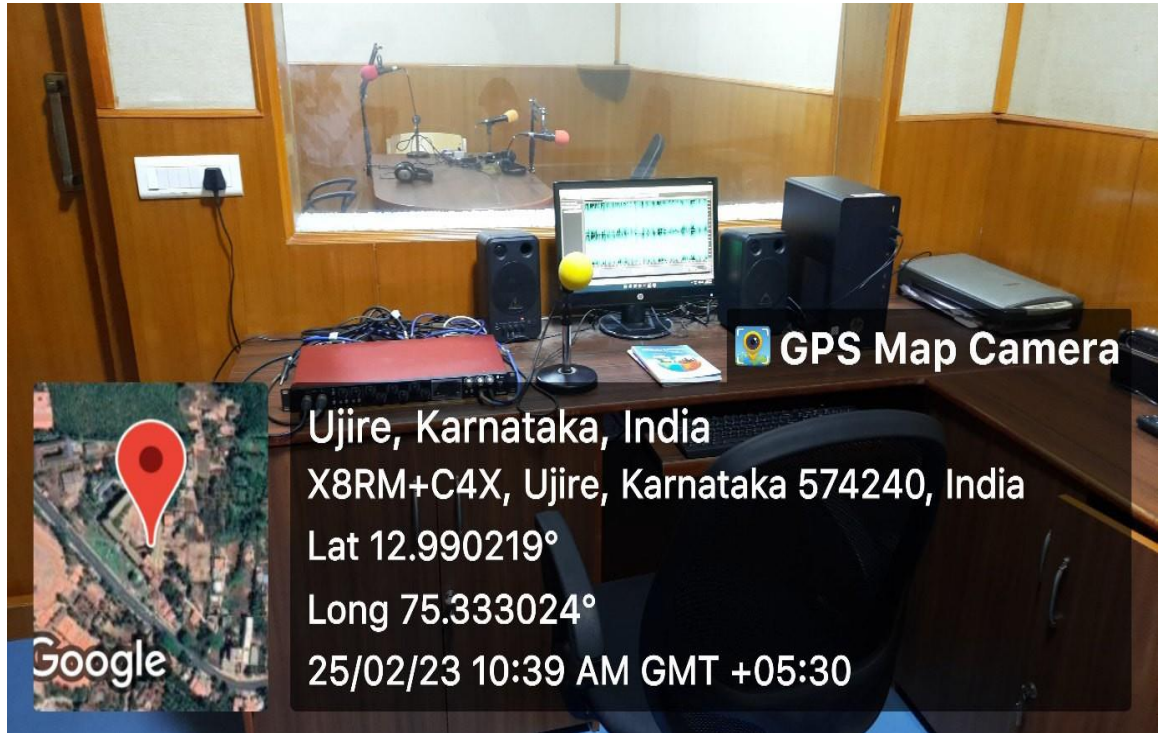 GPS Map Camera
Ujire, Karnataka, India
X8RM+C4X, Ujire, Karnataka 574240, India
Lat 12.990219°
Long 75.333024°
25/02/23 10:39 AM GMT +05:30
Google